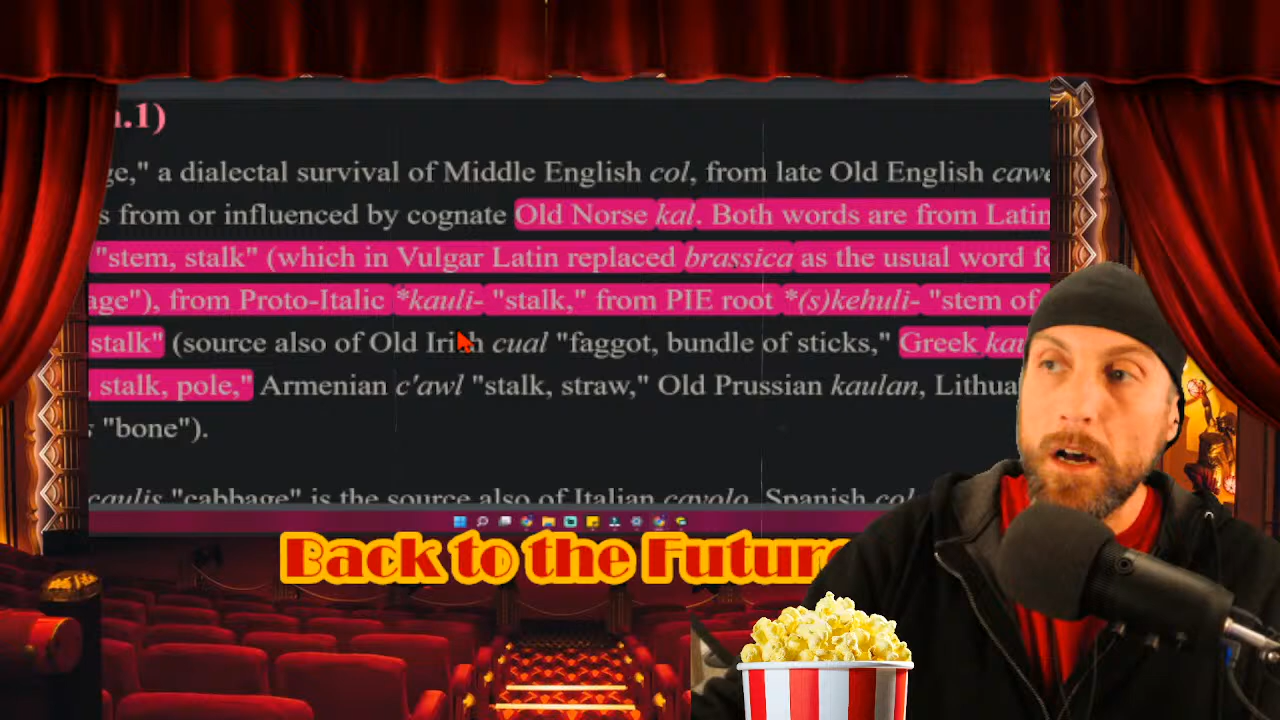 n.1)
ge," a dialectal survival of Middle English col, from late Old English cawe
s from or influenced by cognate Old Norse kal. Both words are from Latin
"stem, stalk" (which in Vulgar Latin replaced brassica as the usual word fo
age"), from Proto-Italic *kauli- "stalk," from PIE root *(s)kehuli- "stem of
stalk" (source also of Old Irish cual "faggot, bundle of sticks," Greek kau
, stalk, pole," Armenian c'awl "stalk, straw," Old Prussian kaulan, Lithua
s "bone").
caulis "cabbage" is the source also of Italian cavolo, Spanish col
Back to the Future